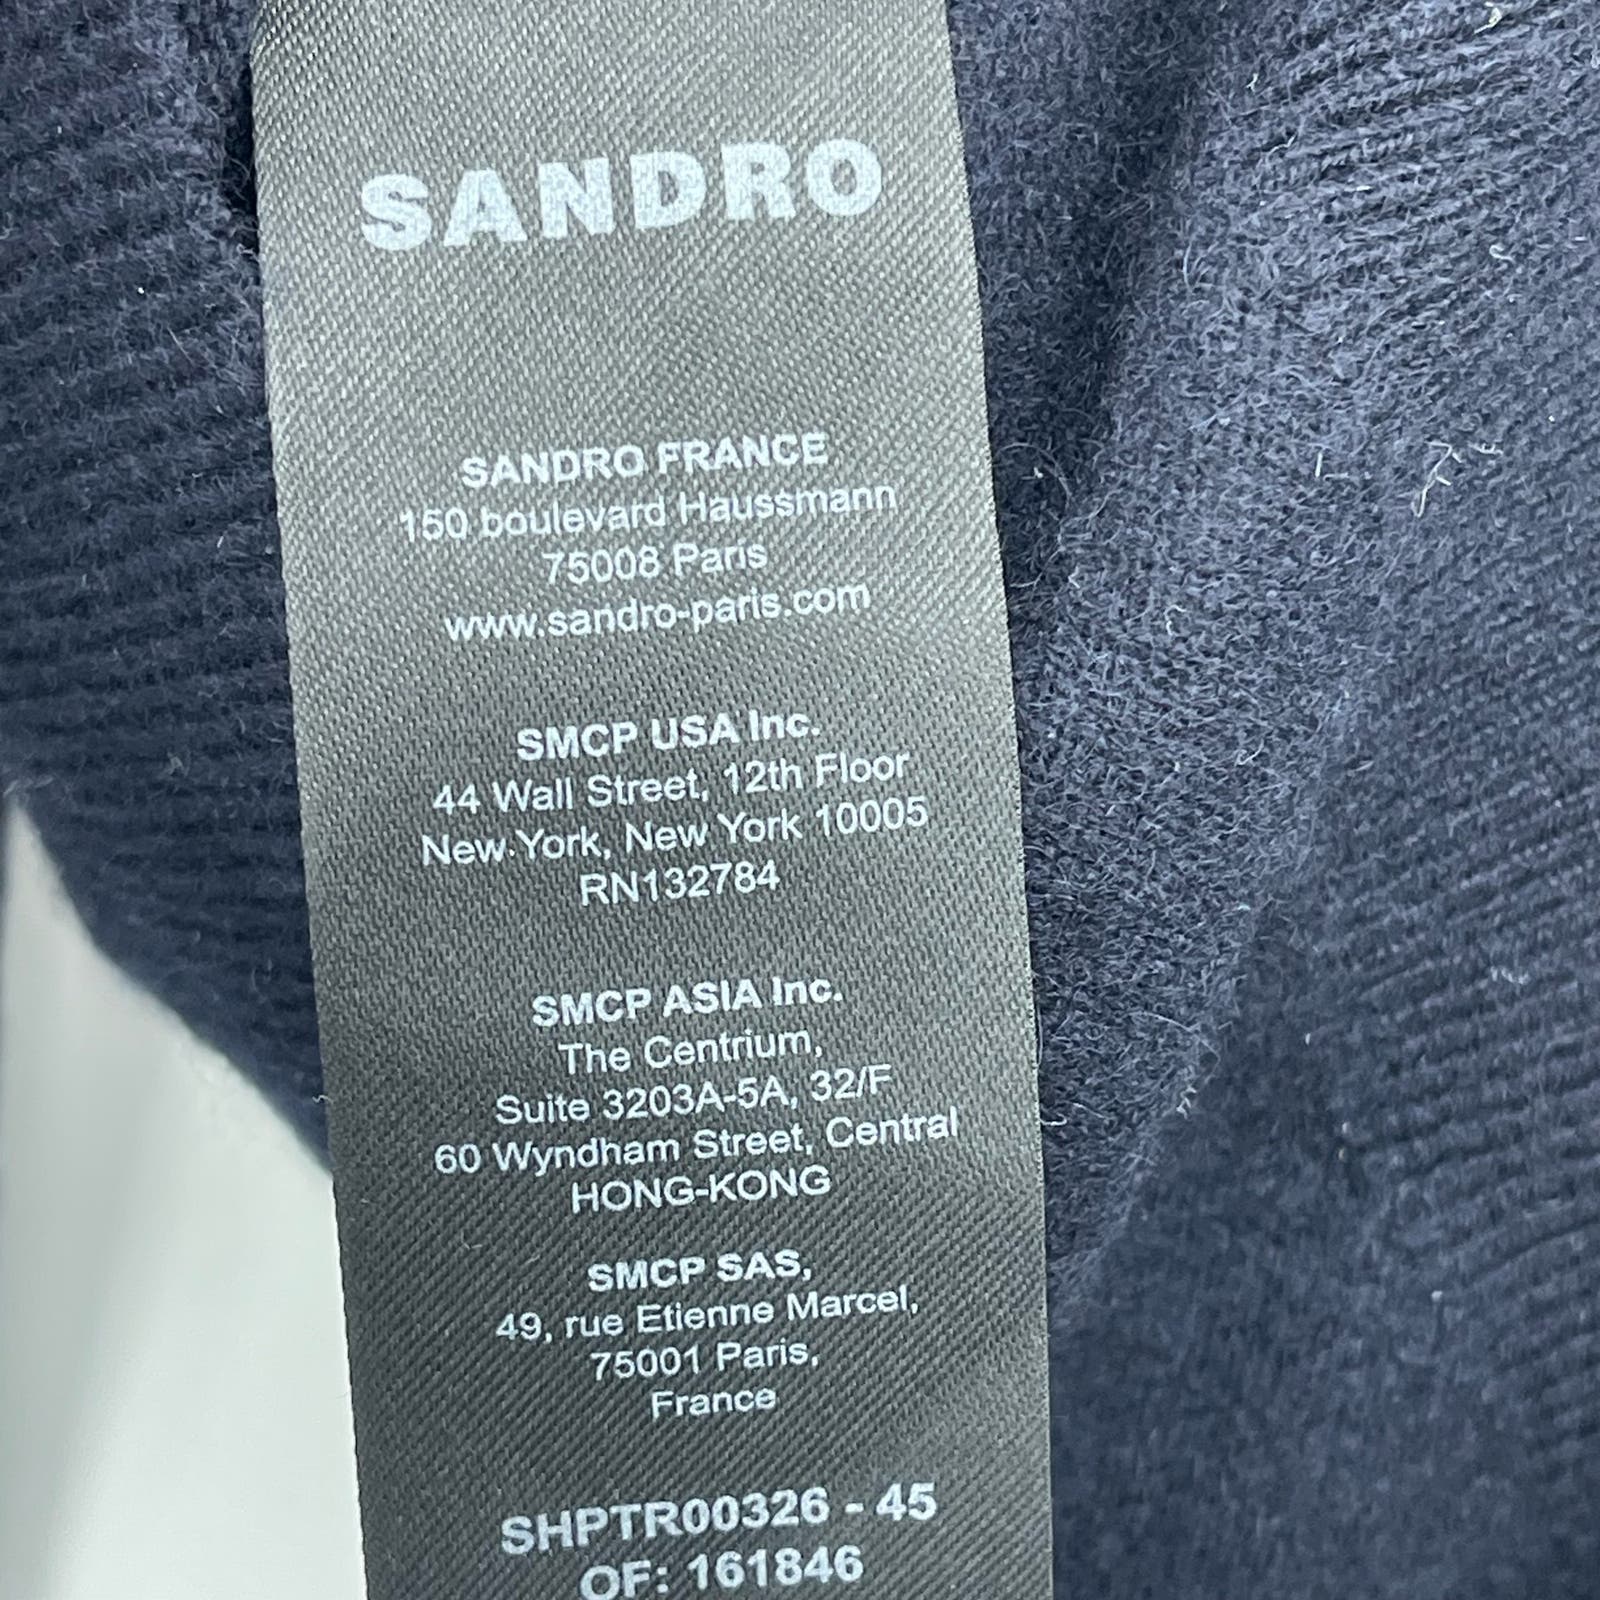 SANDRO
SANDRO FRANCE
150 boulevard Haussmann
75008 Paris
www.sandro-paris.com
SMCP USA Inc.
44 Wall Street, 12th Floor
New York, New York 10005
RN132784
SMCP ASIA Inc.
The Centrium,
Suite 3203A-5A, 32/F
60 Wyndham Street, Central
HONG-KONG
SMCP SAS,
49, rue Etienne Marcel,
75001 Paris,
France
SHPTR00326 - 45
OF: 161846